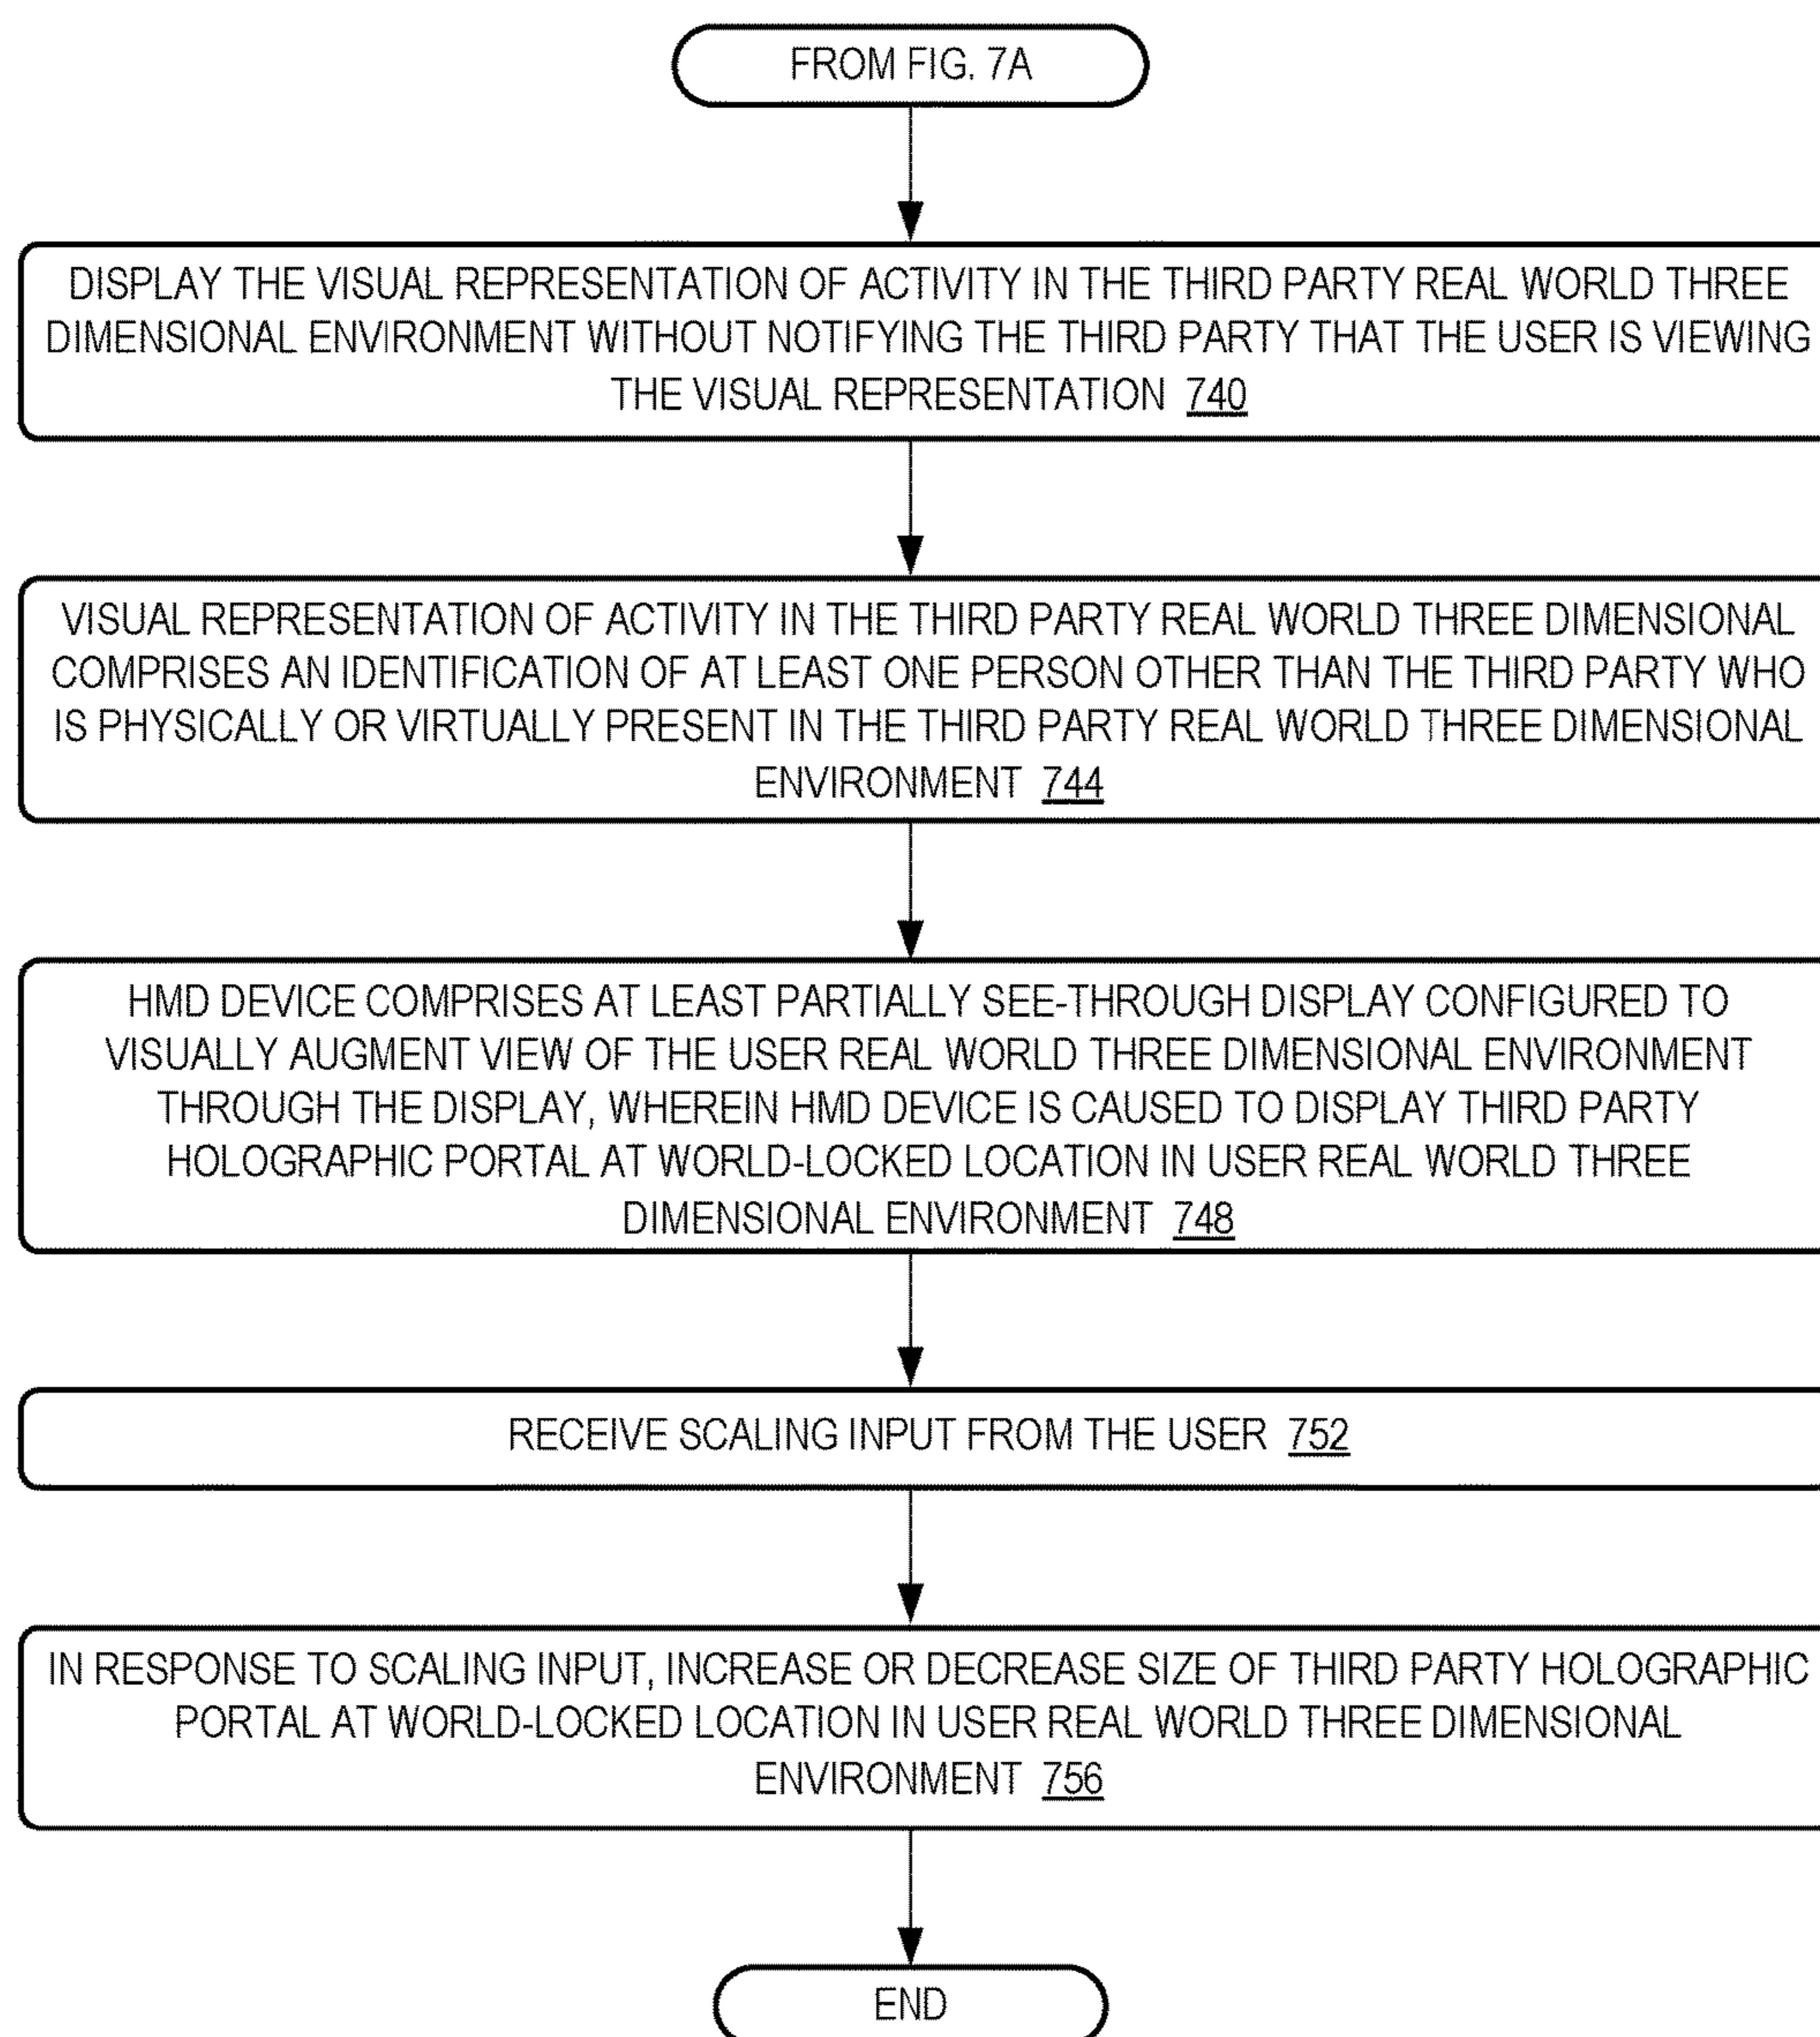 FROM FIG. 7A
DISPLAY THE VISUAL REPRESENTATION OF ACTIVITY IN THE THIRD PARTY REAL WORLD THREE
DIMENSIONAL ENVIRONMENT WITHOUT NOTIFYING THE THIRD PARTY THAT THE USER IS VIEWING
THE VISUAL REPRESENTATION 740
VISUAL REPRESENTATION OF ACTIVITY IN THE THIRD PARTY REAL WORLD THREE DIMENSIONAL
COMPRISES AN IDENTIFICATION OF AT LEAST ONE PERSON OTHER THAN THE THIRD PARTY WHO
IS PHYSICALLY OR VIRTUALLY PRESENT IN THE THIRD PARTY REAL WORLD THREE DIMENSIONAL
ENVIRONMENT 744
HMD DEVICE COMPRISES AT LEAST PARTIALLY SEE-THROUGH DISPLAY CONFIGURED TO
VISUALLY AUGMENT VIEW OF THE USER REAL WORLD THREE DIMENSIONAL ENVIRONMENT
THROUGH THE DISPLAY, WHEREIN HMD DEVICE IS CAUSED TO DISPLAY THIRD PARTY
HOLOGRAPHIC PORTAL AT WORLD-LOCKED LOCATION IN USER REAL WORLD THREE
DIMENSIONAL ENVIRONMENT 748
RECEIVE SCALING INPUT FROM THE USER 752
IN RESPONSE TO SCALING INPUT, INCREASE OR DECREASE SIZE OF THIRD PARTY HOLOGRAPHIC
PORTAL AT WORLD-LOCKED LOCATION IN USER REAL WORLD THREE DIMENSIONAL
ENVIRONMENT 756
END